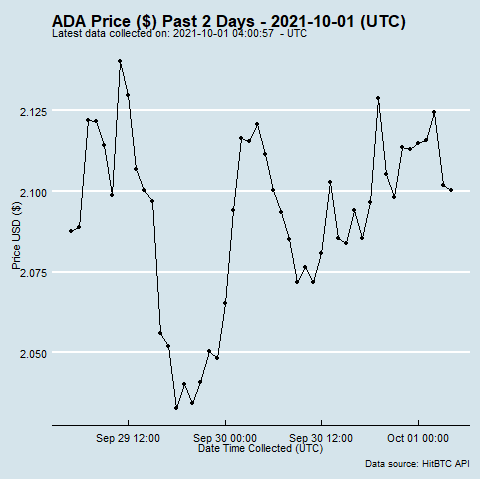 ADA Price ($) Past 2 Days - 2021-10-01 (UTC)
Latest data collected on: 2021-10-01 04:00:57  - UTC
2.125
2.100
2.075
2.050
Price USD ($)
Sep 29 12:00
Sep 30 00:00
Sep 30 12:00
Oct 01 00:00
Date Time Collected (UTC)
Data source: HitBTC API